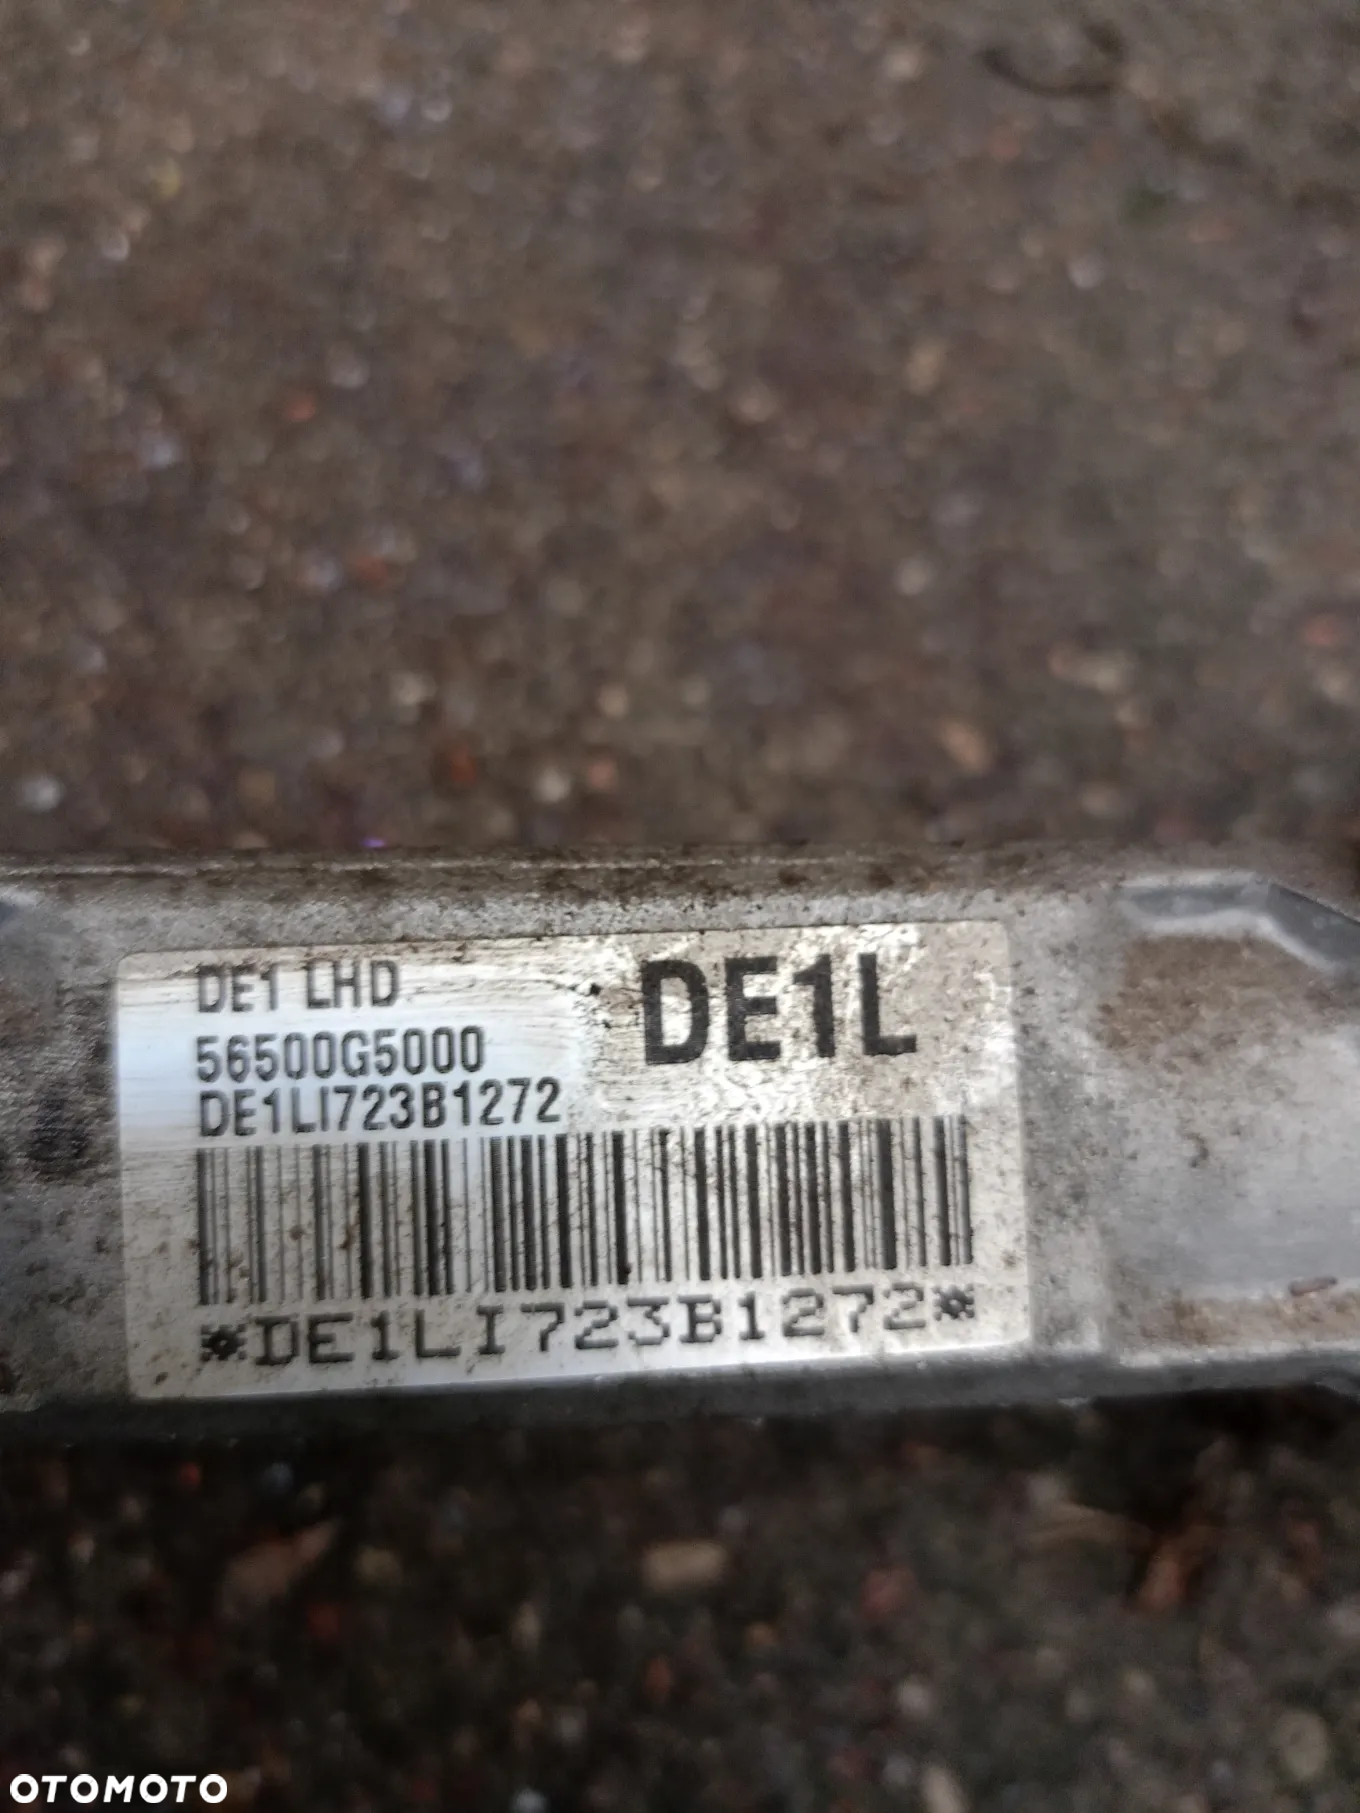 DE1 LHD
DE1L
56500G5000
DE1LI723B1272
*DE1LI723B1272*
OTOMOTO